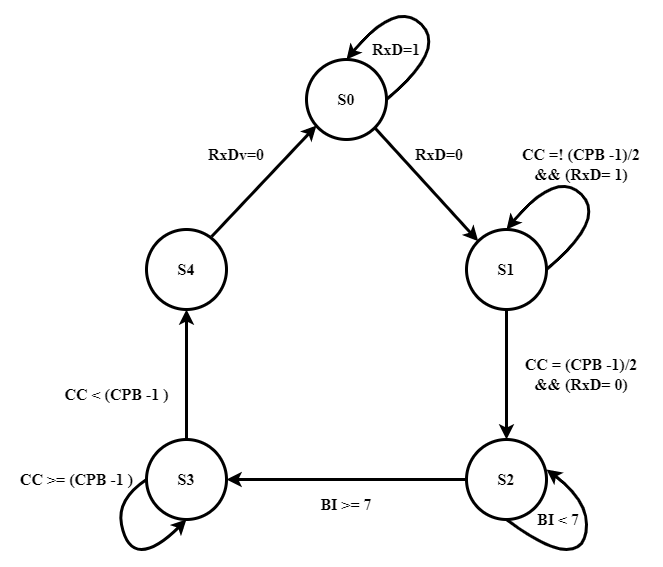 RxD=1
S0
RxDv=0
RxD=0
CC =! (CPB -1)/2
&& (RxD= 1)
S4
S1
CC = (CPB -1)/2
&& (RxD= 0)
CC < (CPB -1 )
CC >= (CPB -1 )
S3
S2
BI >= 7
BI < 7